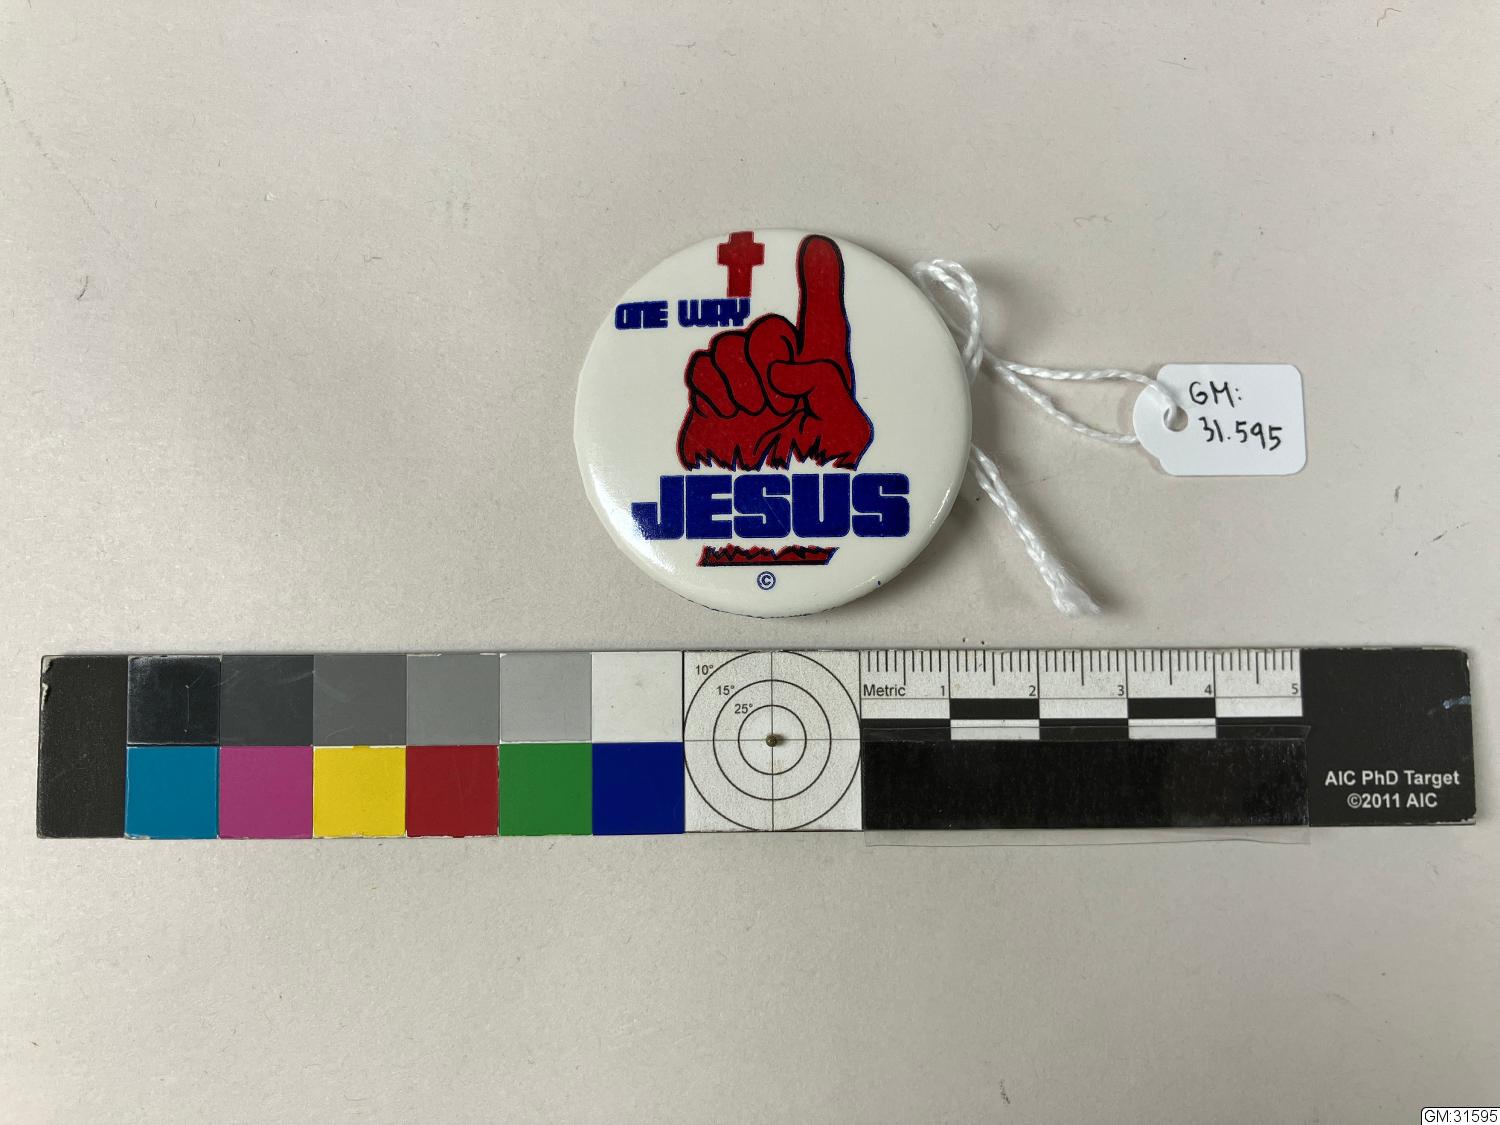 ONE WAY
JESUS
©
GM:
31.595
10°
15°
25°
Metric 1 2 3 4 5
AIC PhD Target
©2011 AIC
GM:31595